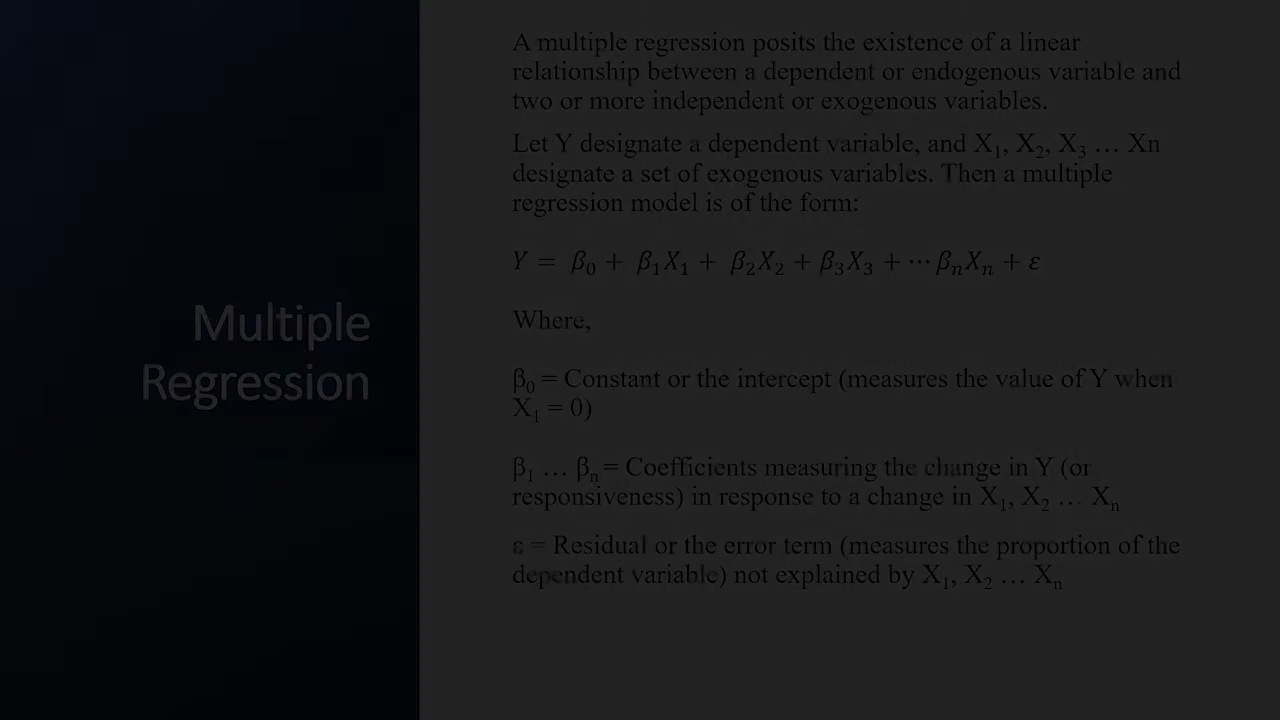 Multiple
Regression
A multiple regression posits the existence of a linear
relationship between a dependent or endogenous variable and
two or more independent or exogenous variables.
Let Y designate a dependent variable, and X₁, X₂, X₃ … Xn
designate a set of exogenous variables. Then a multiple
regression model is of the form:
Y = β₀ + β₁X₁ + β₂X₂ + β₃X₃ + ⋯ βₙXₙ + ε
Where,
β₀ = Constant or the intercept (measures the value of Y when
X₁ = 0)
β₁ … βₙ = Coefficients measuring the change in Y (or
responsiveness) in response to a change in X₁, X₂ … Xₙ
ε = Residual or the error term (measures the proportion of the
dependent variable) not explained by X₁, X₂ … Xₙ